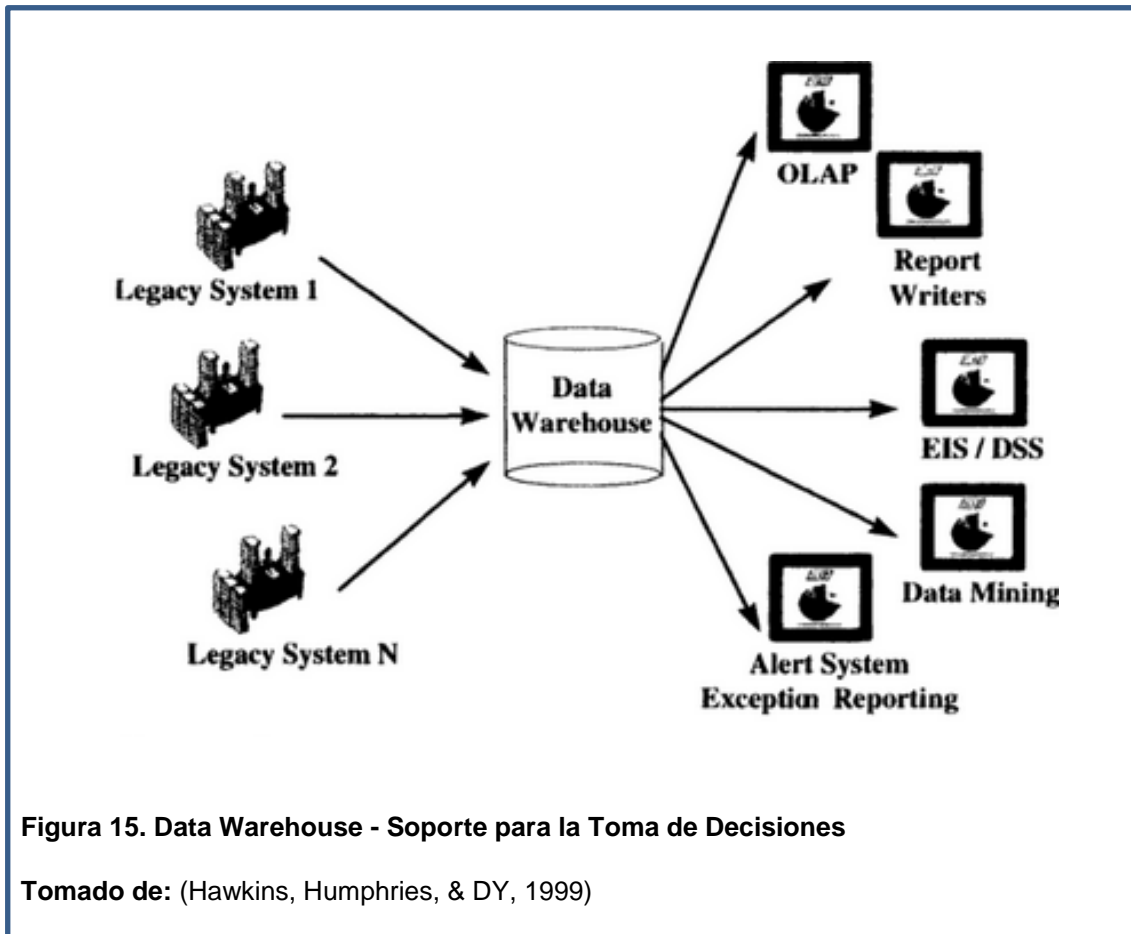 OLAP
Report
Writers
Legacy System 1
Data
Warehouse
EIS / DSS
Legacy System 2
Data Mining
Legacy System N
Alert System
Exception Reporting
Figura 15. Data Warehouse - Soporte para la Toma de Decisiones
Tomado de: (Hawkins, Humphries, & DY, 1999)